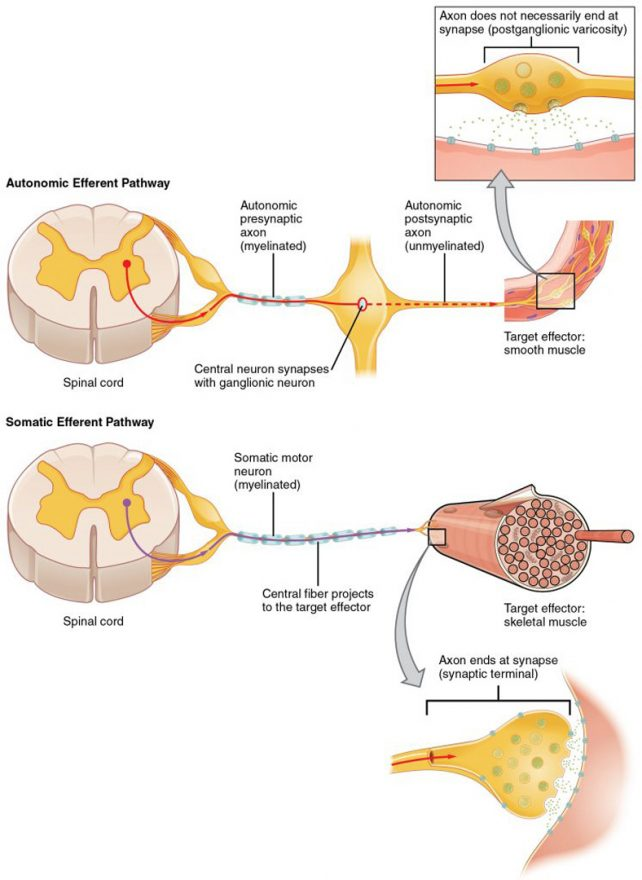 Axon does not necessarily end at
synapse (postganglionic varicosity)
Autonomic Efferent Pathway
Autonomic
presynaptic
axon
(myelinated)
Autonomic
postsynaptic
axon
(unmyelinated)
Target effector:
smooth muscle
Central neuron synapses
with ganglionic neuron
Spinal cord
Somatic Efferent Pathway
Somatic motor
neuron
(myelinated)
Central fiber projects
to the target effector
Target effector:
skeletal muscle
Spinal cord
Axon ends at synapse
(synaptic terminal)